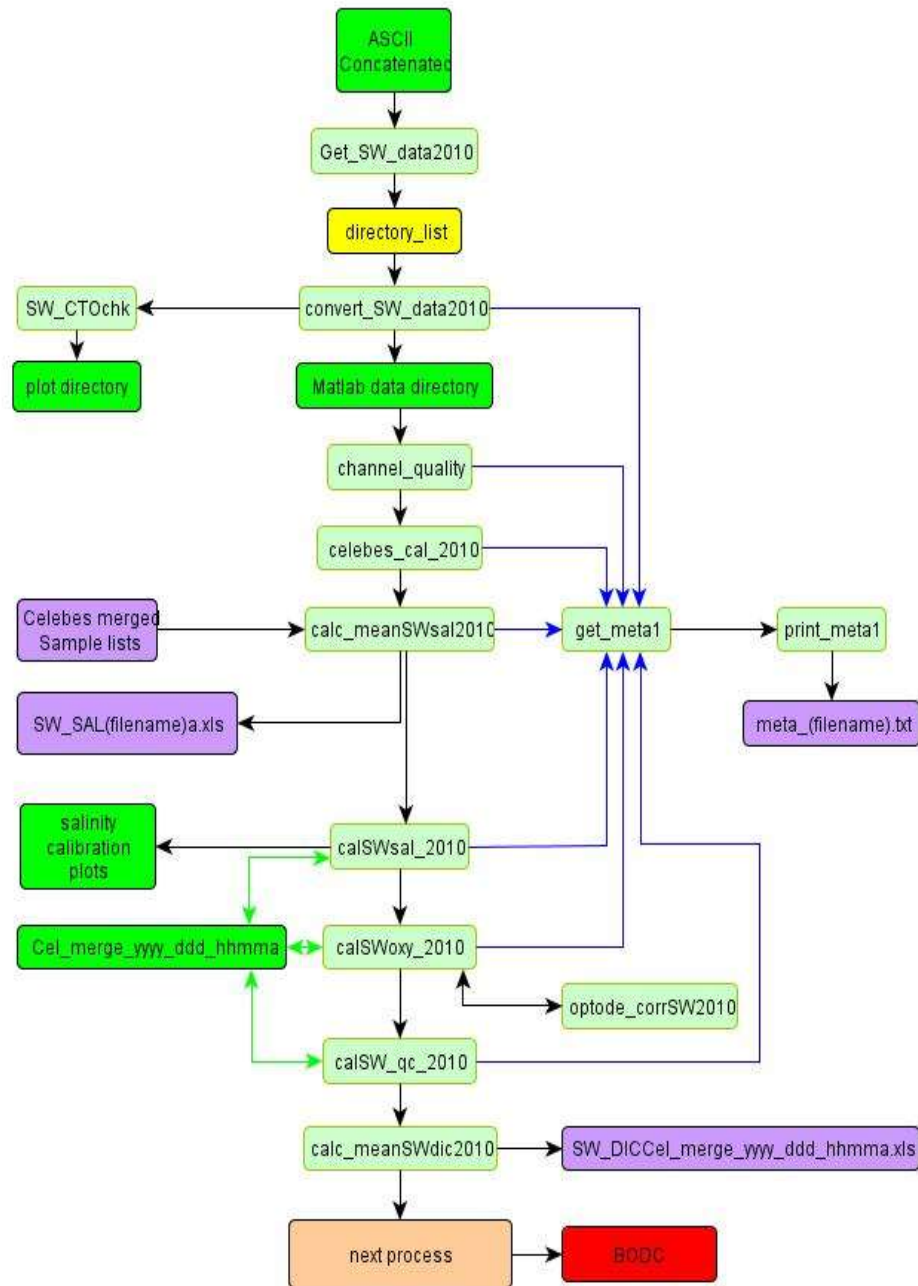 ASCII
Concatenated
Get_SW_data2010
directory_list
SW_CTOchk
convert_SW_data2010
plot directory
Matlab data directory
channel_quality
celebes_cal_2010
Celebes merged
Sample lists
calc_meanSWsal2010
get_meta1
print_meta1
SW_SAL(filename)a.xls
meta_(filename).txt
salinity
calibration
plots
calSWsal_2010
Cel_merge_yyyy_ddd_hhmma
calSWoxy_2010
optode_corrSW2010
calSW_qc_2010
calc_meanSWdic2010
SW_DICCel_merge_yyyy_ddd_hhmma.xls
next process
BODC